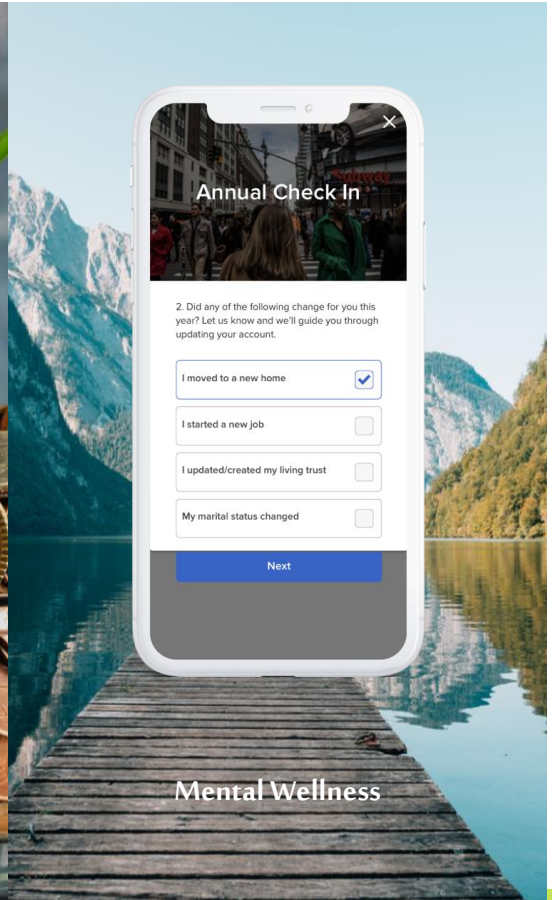 Subway
Annual Check In
2. Did any of the following change for you this
year? Let us know and we'll guide you through
updating your account.
I moved to a new home
I started a new job
I updated/created my living trust
My marital status changed
Next
Mental Wellness